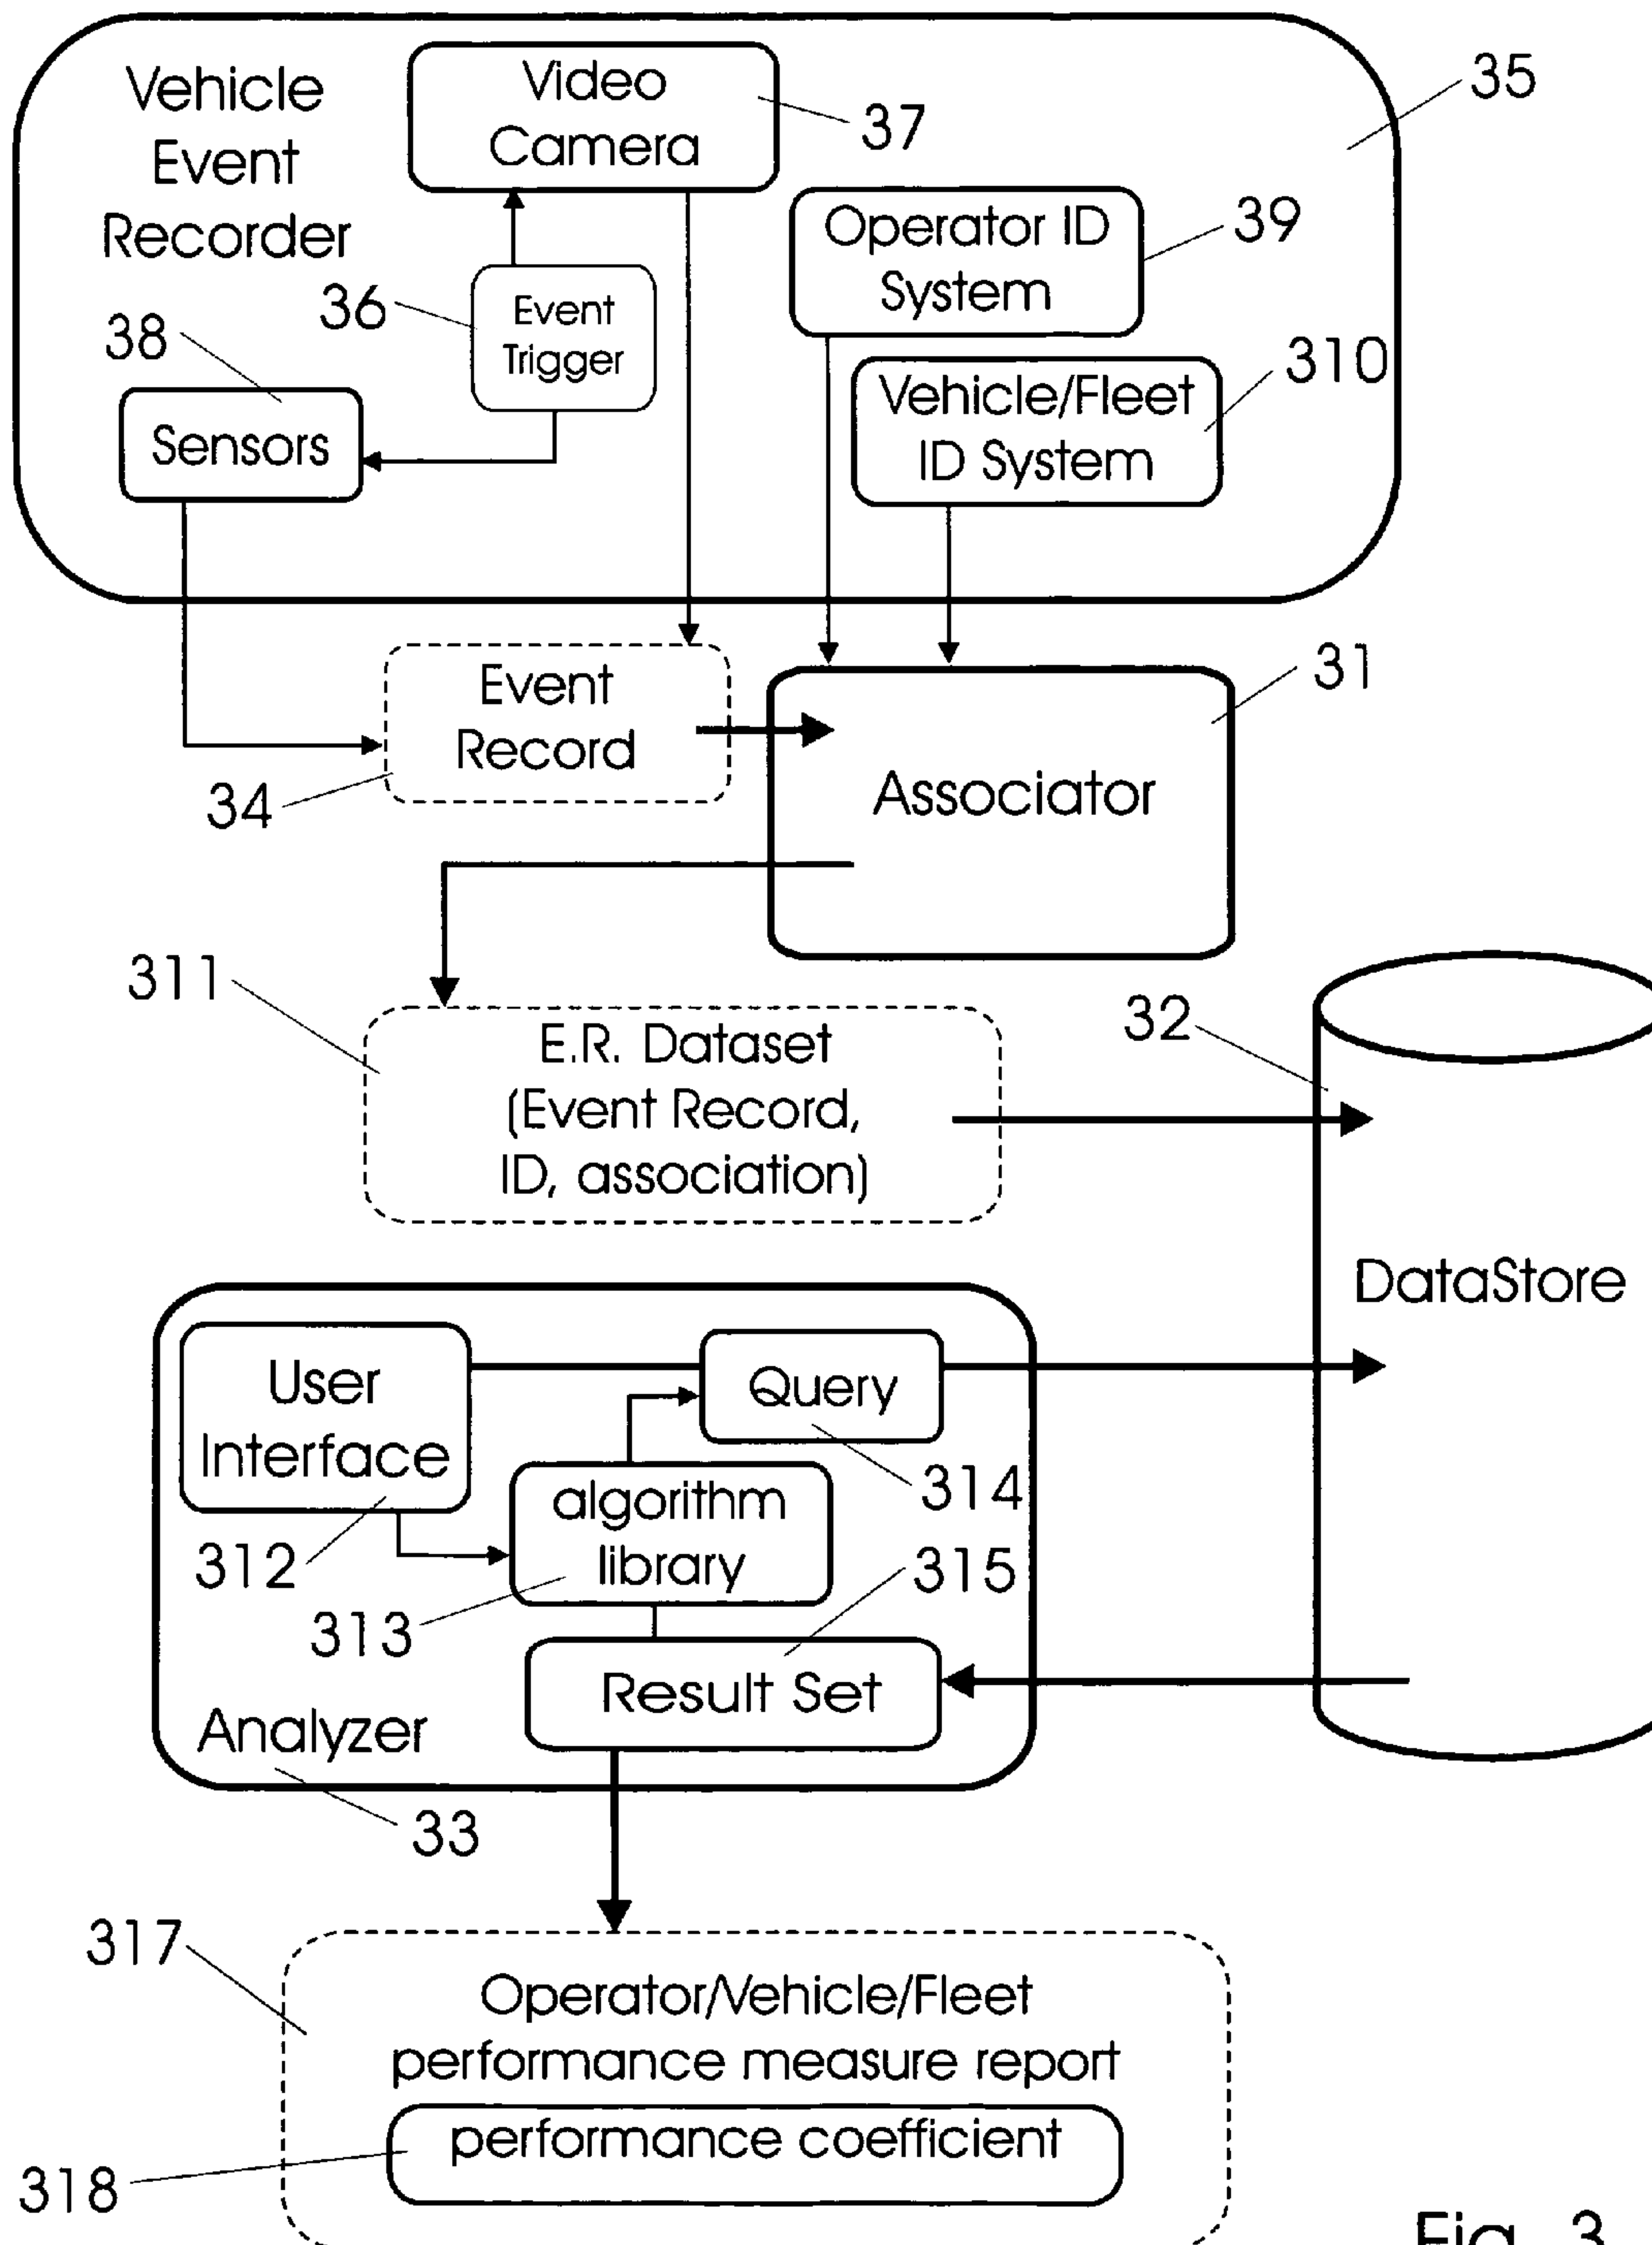 Vehicle
Event
Recorder
Video
Camera
37
35
Operator ID
System
39
36
Event
Trigger
38
Sensors
Vehicle/Fleet
ID System
310
Event
Record
34
31
Associator
311
E.R. Dataset
(Event Record,
ID, association)
32
DataStore
User
Interface
312
Query
314
algorithm
library
313
315
Result Set
Analyzer
33
317
Operator/Vehicle/Fleet
performance measure report
performance coefficient
318
Fig. 3